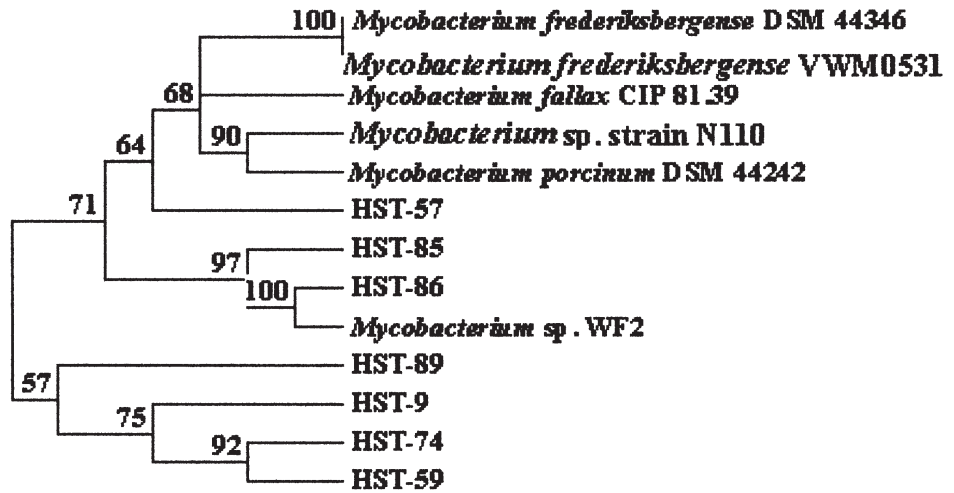 100 Mycobacterium frederiksbergense DSM 44346
Mycobacterium frederiksbergense VWM0531
68 Mycobacterium fallax CIP 81.39
90 Mycobacterium sp. strain N110
64
Mycobacterium porcinum DSM 44242
71 HST-57
HST-85
97
100 HST-86
Mycobacterium sp. WF2
HST-89
57
HST-9
75
HST-74
92
HST-59